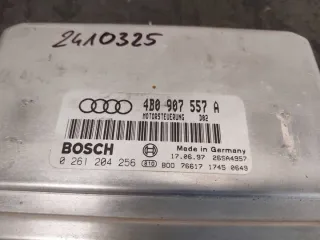 2410325
4B0 907 557 A
MOTORSTEUERUNG D02
BOSCH
Made in Germany
0 261 204 256
17.06.97 26SA4957
BOO 76617 1745 0649